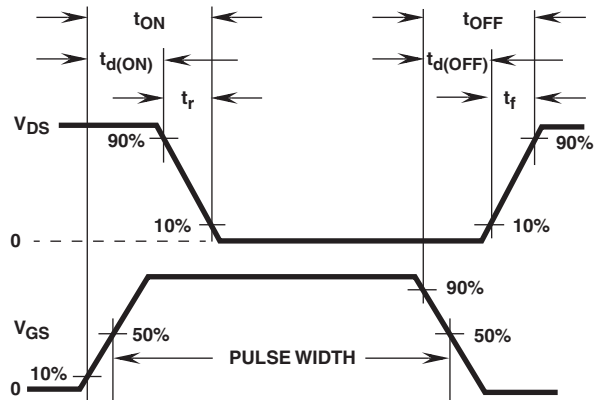 tON tOFF
td(ON) td(OFF)
tr tf
VDS
90% 90%
10% 10%
0
90%
VGS 50% 50%
PULSE WIDTH
10%
0